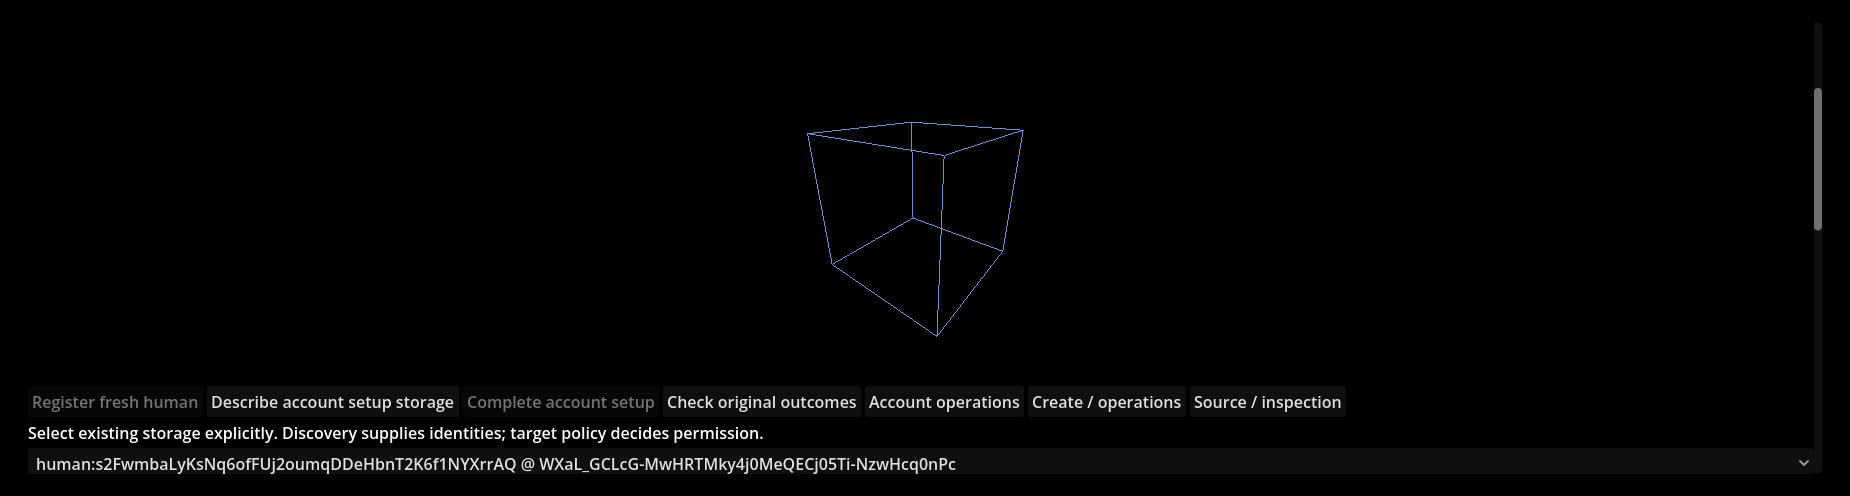 Register fresh human Describe account setup storage Complete account setup Check original outcomes Account operations Create / operations Source / inspection
Select existing storage explicitly. Discovery supplies identities; target policy decides permission.
human:s2FwmbaLyKsNq6ofFUj2oumqDDeHbnT2K6f1NYXrrAQ @ WXaL_GCLcG-MwHRTMky4j0MeQECj05Ti-NzwHcq0nPc